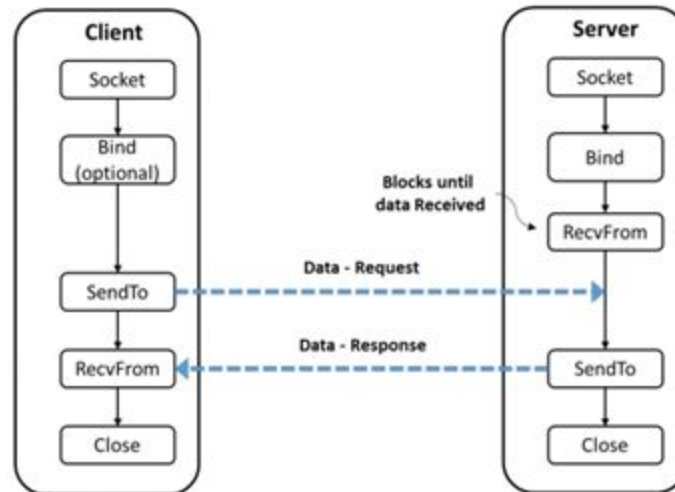 Client
Socket
Bind
(optional)
SendTo
RecvFrom
Close
Data - Request
Data - Response
Server
Socket
Bind
Blocks until
data Received
RecvFrom
SendTo
Close